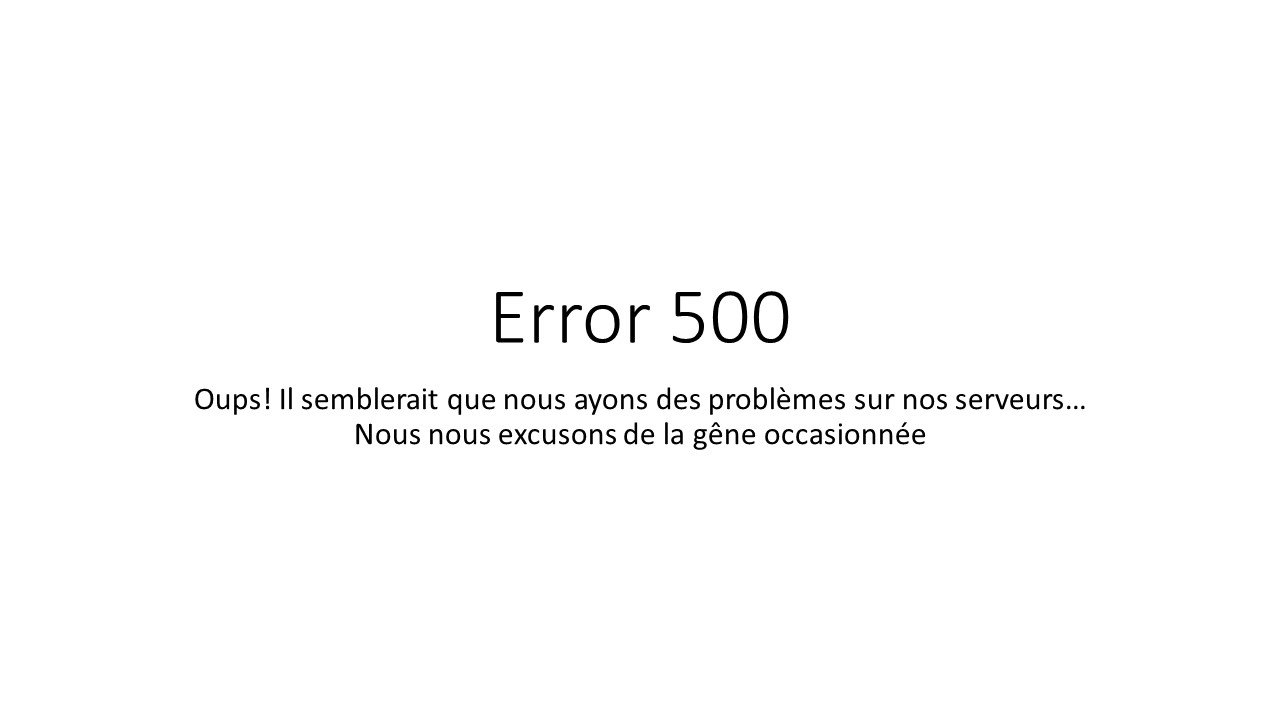 Error 500
Oups! Il semblerait que nous ayons des problèmes sur nos serveurs…
Nous nous excusons de la gêne occasionnée